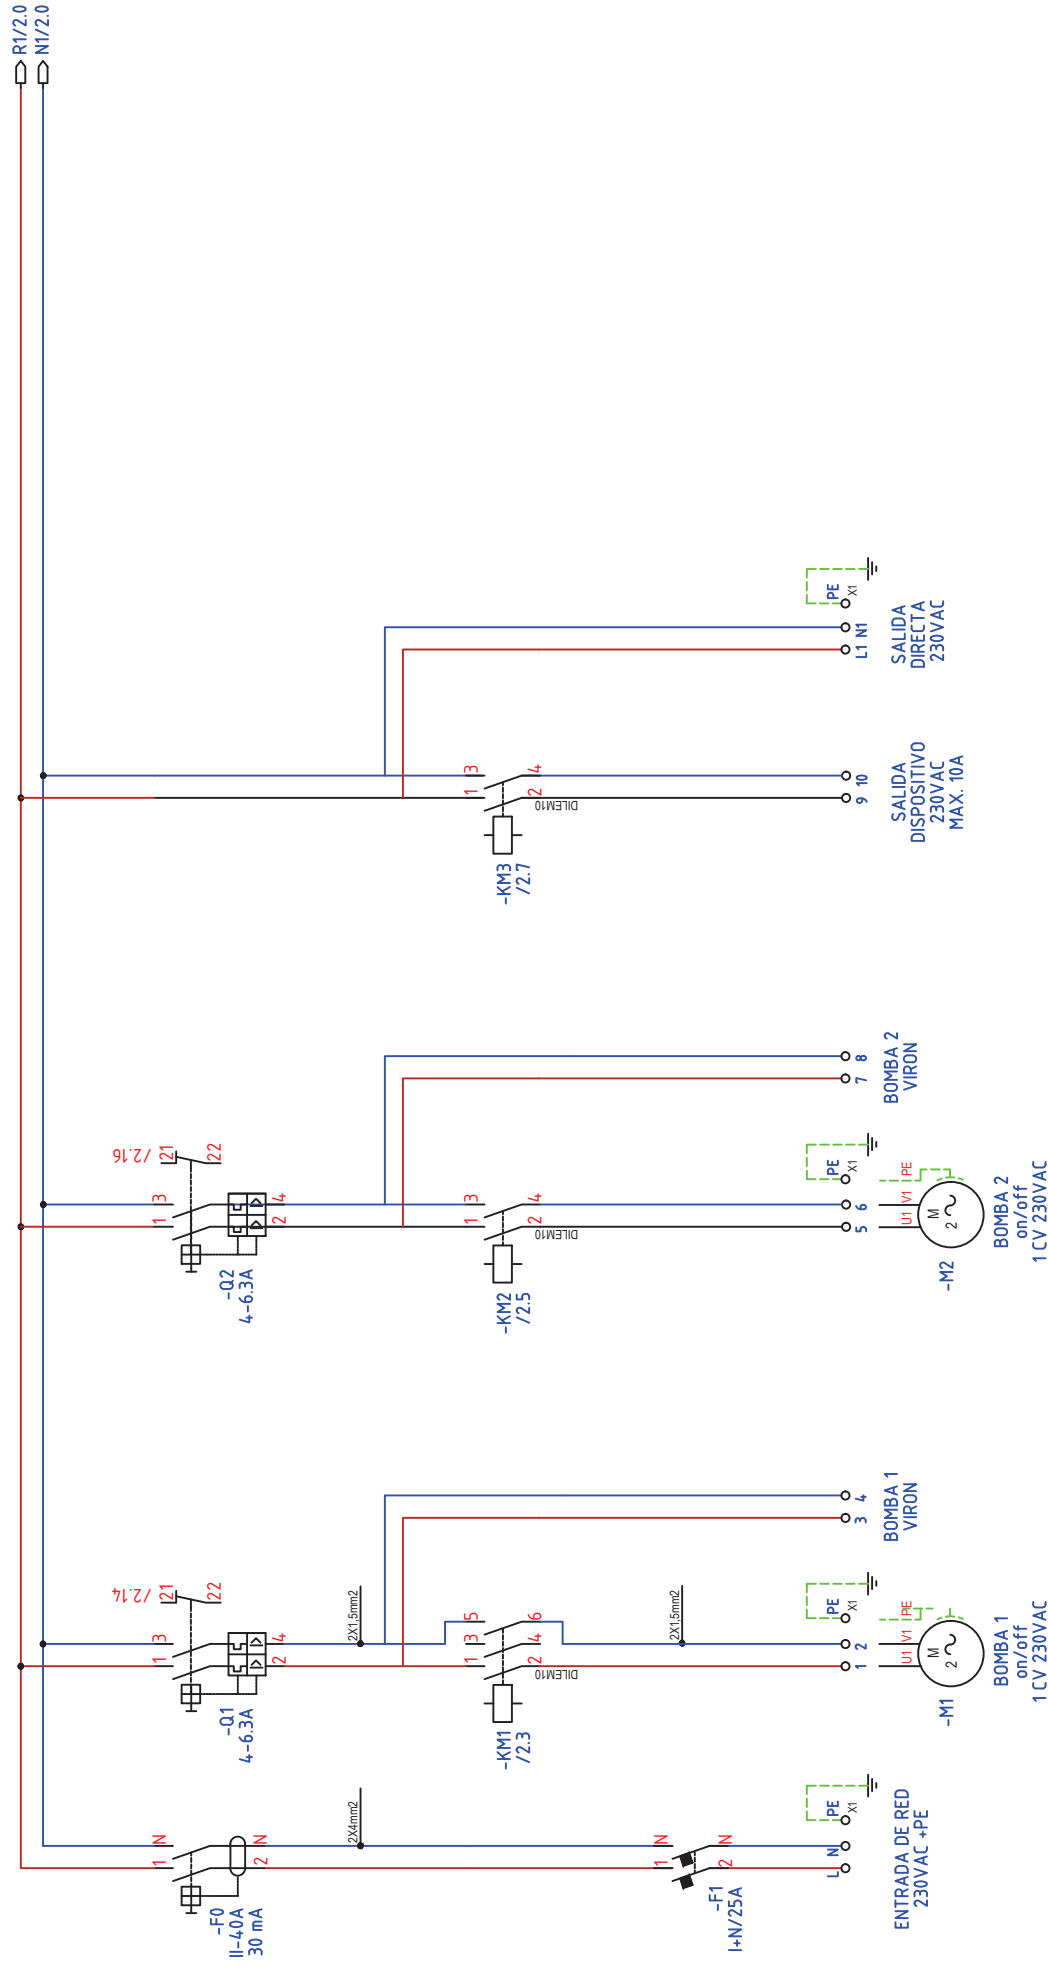 R1/2.0
N1/2.0
1
N
2
N
-F0
II-40A
30 mA
2X4mm2
1
N
2
N
-F1
I+N/25A
L
N
PE
X1
ENTRADA DE RED
230VAC +PE
/2.14
21
22
1
3
2
4
-Q1
4-6.3A
2X1,5mm2
1
3
5
2
4
6
DILEM10
-KM1
/2.3
2X1,5mm2
1
2
PE
X1
U1
V1
PE
M
2
-M1
BOMBA 1
on/off
1 CV 230VAC
3
4
BOMBA 1
VIRON
/2.16
21
22
1
3
2
4
-Q2
4-6.3A
1
3
2
4
DILEM10
-KM2
/2.5
5
6
PE
X1
U1
V1
PE
M
2
-M2
BOMBA 2
on/off
1 CV 230VAC
7
8
BOMBA 2
VIRON
1
3
2
4
DILEM10
-KM3
/2.7
9
10
SALIDA
DISPOSITIVO
230VAC
MAX. 10A
L1
N1
PE
X1
SALIDA
DIRECTA
230VAC